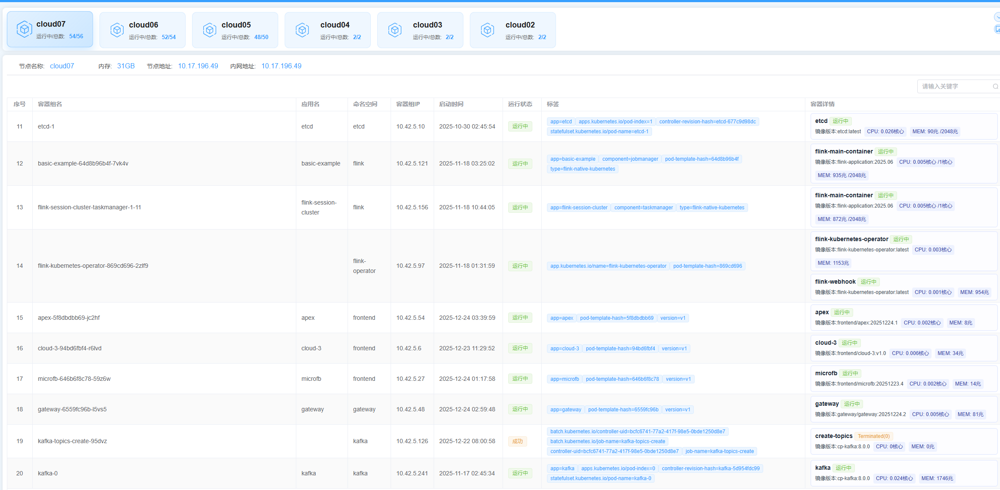 cloud07
运行中/总数: 54/56
cloud06
运行中/总数: 52/54
cloud05
运行中/总数: 48/50
cloud04
运行中/总数: 2/2
cloud03
运行中/总数: 2/2
cloud02
运行中/总数: 2/2
节点名称: cloud07 内存: 31GB 节点地址: 10.17.196.49 内网地址: 10.17.196.49
请输入关键字
序号 容器组名 应用名 命名空间 容器组IP 启动时间 运行状态 标签 容器详情
11 etcd-1 etcd etcd 10.42.5.10 2025-10-30 02:45:54 运行中
app=etcd apps.kubernetes.io/pod-index=1 controller-revision-hash=etcd-677c9d98dc
statefulset.kubernetes.io/pod-name=etcd-1
etcd 运行中
镜像版本:etcd:latest CPU: 0.026核心 MEM: 90兆 /2048兆
12 basic-example-64d8b96b4f-7vk4v basic-example flink 10.42.5.121 2025-11-18 03:25:02 运行中
app=basic-example component=jobmanager pod-template-hash=64d8b96b4f
type=flink-native-kubernetes
flink-main-container 运行中
镜像版本:flink-application:2025.06 CPU: 0.005核心 /1核心
MEM: 935兆 /2048兆
13 flink-session-cluster-taskmanager-1-11 flink-session-
cluster
flink 10.42.5.156 2025-11-18 10:44:05 运行中
app=flink-session-cluster component=taskmanager type=flink-native-kubernetes
flink-main-container 运行中
镜像版本:flink-application:2025.06 CPU: 0.005核心 /1核心
MEM: 872兆 /2048兆
14 flink-kubernetes-operator-869cd696-2zlf9 flink-
operator
10.42.5.97 2025-11-18 01:31:59 运行中
app.kubernetes.io/name=flink-kubernetes-operator pod-template-hash=869cd696
flink-kubernetes-operator 运行中
镜像版本:flink-kubernetes-operator:latest CPU: 0.003核心
MEM: 1153兆
flink-webhook 运行中
镜像版本:flink-kubernetes-operator:latest CPU: 0.001核心 MEM: 954兆
15 apex-5f8dbdbb69-jc2hf apex frontend 10.42.5.54 2025-12-24 03:39:59 运行中
app=apex pod-template-hash=5f8dbdbb69 version=v1
apex 运行中
镜像版本:frontend/apex:20251224.1 CPU: 0.002核心 MEM: 8兆
16 cloud-3-94bd6fbf4-r6lvd cloud-3 frontend 10.42.5.6 2025-12-23 11:29:52 运行中
app=cloud-3 pod-template-hash=94bd6fbf4 version=v1
cloud-3 运行中
镜像版本:frontend/cloud-3:v1.0 CPU: 0.006核心 MEM: 34兆
17 microfb-646b6f8c78-59z6w microfb frontend 10.42.5.27 2025-12-24 01:17:58 运行中
app=microfb pod-template-hash=646b6f8c78 version=v1
microfb 运行中
镜像版本:frontend/microfb:20251223.4 CPU: 0.002核心 MEM: 14兆
18 gateway-6559fc96b-l5vs5 gateway gateway 10.42.5.48 2025-12-24 02:59:48 运行中
app=gateway pod-template-hash=6559fc96b version=v1
gateway 运行中
镜像版本:gateway/gateway:20251224.2 CPU: 0.005核心 MEM: 81兆
19 kafka-topics-create-95dvz kafka 10.42.5.126 2025-12-22 08:00:58 成功
batch.kubernetes.io/controller-uid=bcfc6741-77a2-417f-98e5-0bde1250d8e7
batch.kubernetes.io/job-name=kafka-topics-create
controller-uid=bcfc6741-77a2-417f-98e5-0bde1250d8e7 job-name=kafka-topics-create
create-topics Terminated(0)
镜像版本:cp-kafka:8.0.0 CPU: 0核心 MEM: 0兆
20 kafka-0 kafka kafka 10.42.5.241 2025-11-17 02:45:34 运行中
app=kafka apps.kubernetes.io/pod-index=0 controller-revision-hash=kafka-5d954fdc99
statefulset.kubernetes.io/pod-name=kafka-0
kafka 运行中
镜像版本:cp-kafka:8.0.0 CPU: 0.024核心 MEM: 1746兆